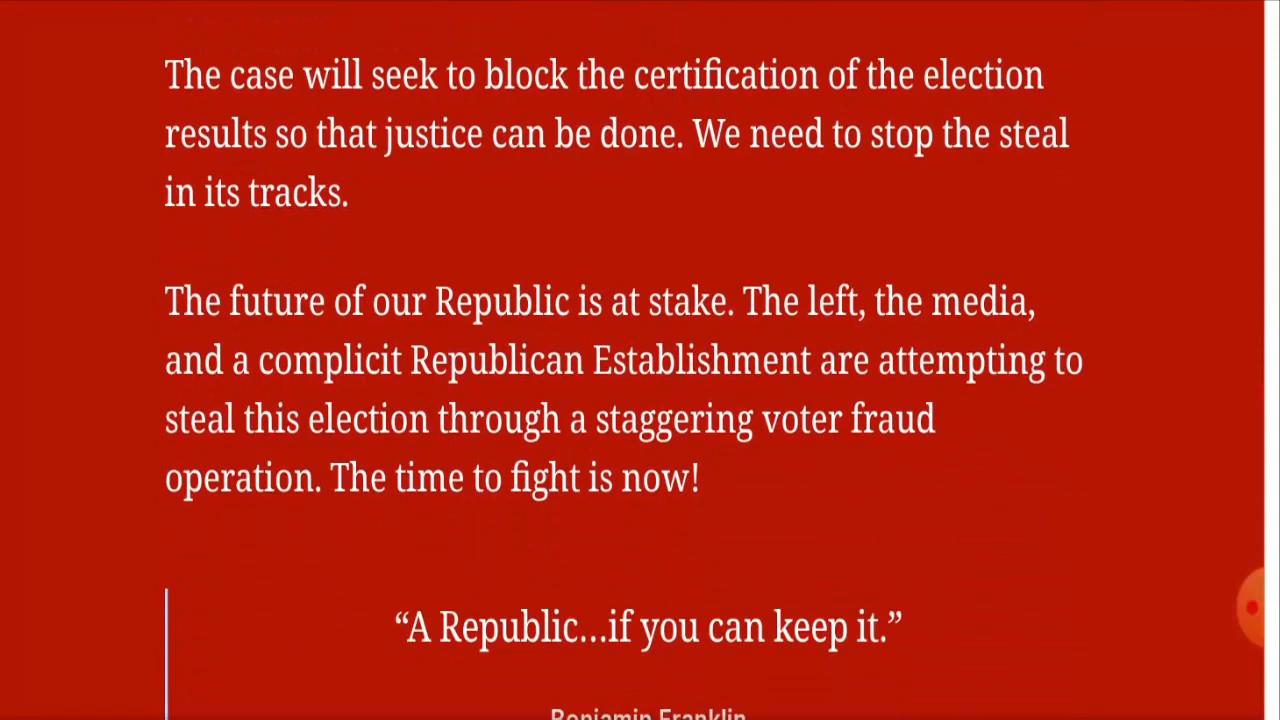 The case will seek to block the certification of the election
results so that justice can be done. We need to stop the steal
in its tracks.
The future of our Republic is at stake. The left, the media,
and a complicit Republican Establishment are attempting to
steal this election through a staggering voter fraud
operation. The time to fight is now!
“A Republic...if you can keep it.”
Benjamin Franklin